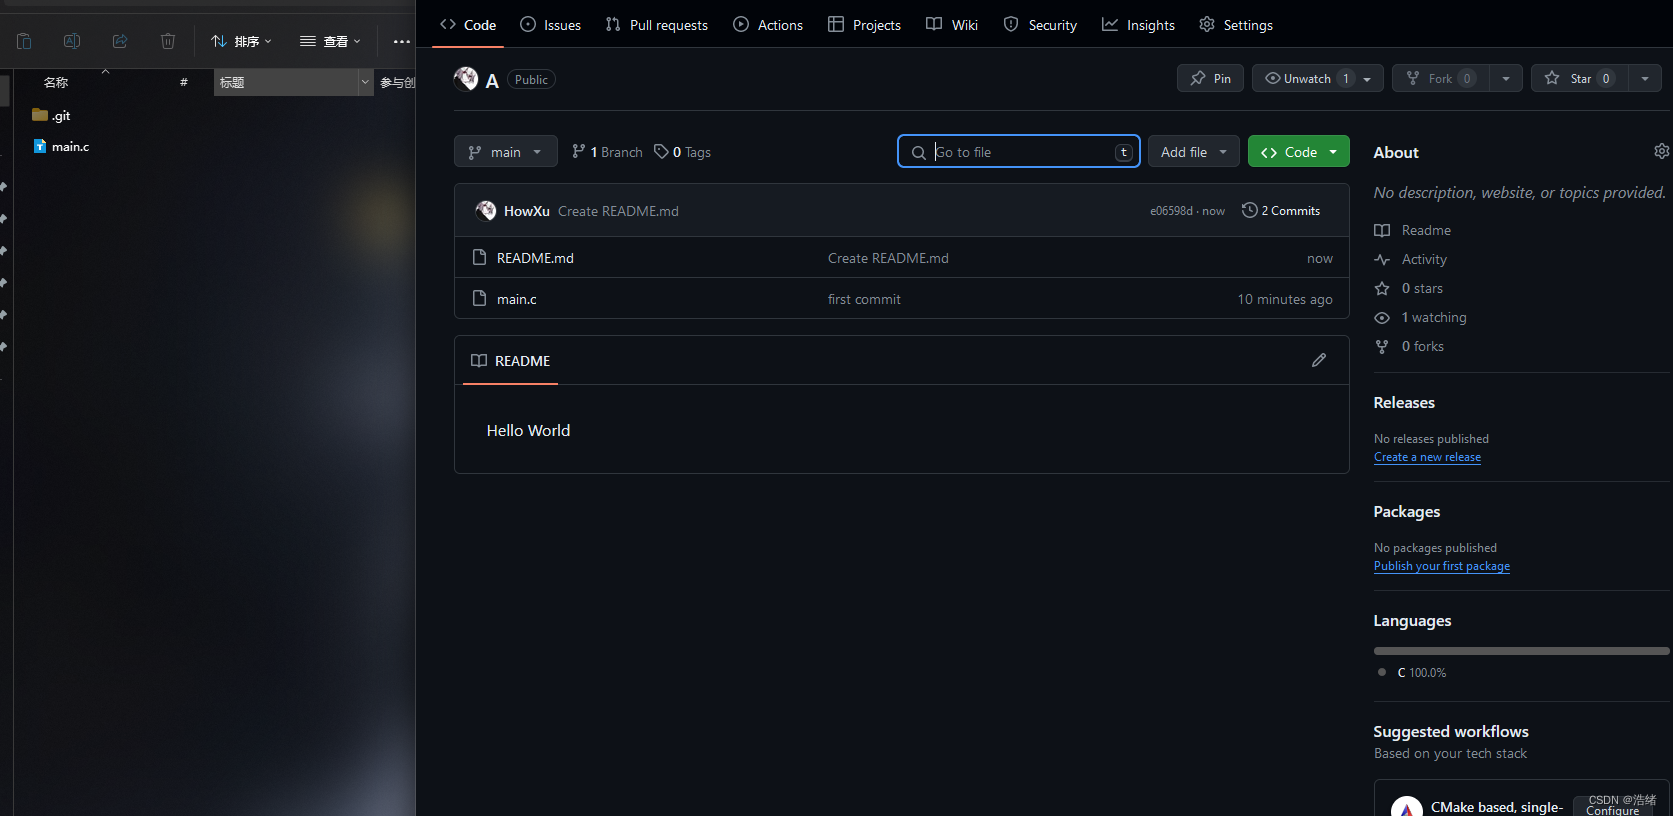 排序
查看
名称
#
标题
参与创
.git
main.c
Code
Issues
Pull requests
Actions
Projects
Wiki
Security
Insights
Settings
A
Public
Pin
Unwatch 1
Fork 0
Star 0
main
1 Branch
0 Tags
Go to file
t
Add file
Code
HowXu Create README.md
e06598d · now
2 Commits
README.md
Create README.md
now
main.c
first commit
10 minutes ago
README
Hello World
About
No description, website, or topics provided.
Readme
Activity
0 stars
1 watching
0 forks
Releases
No releases published
Create a new release
Packages
No packages published
Publish your first package
Languages
C 100.0%
Suggested workflows
Based on your tech stack
CMake based, single-
Configure
CSDN @浩绪